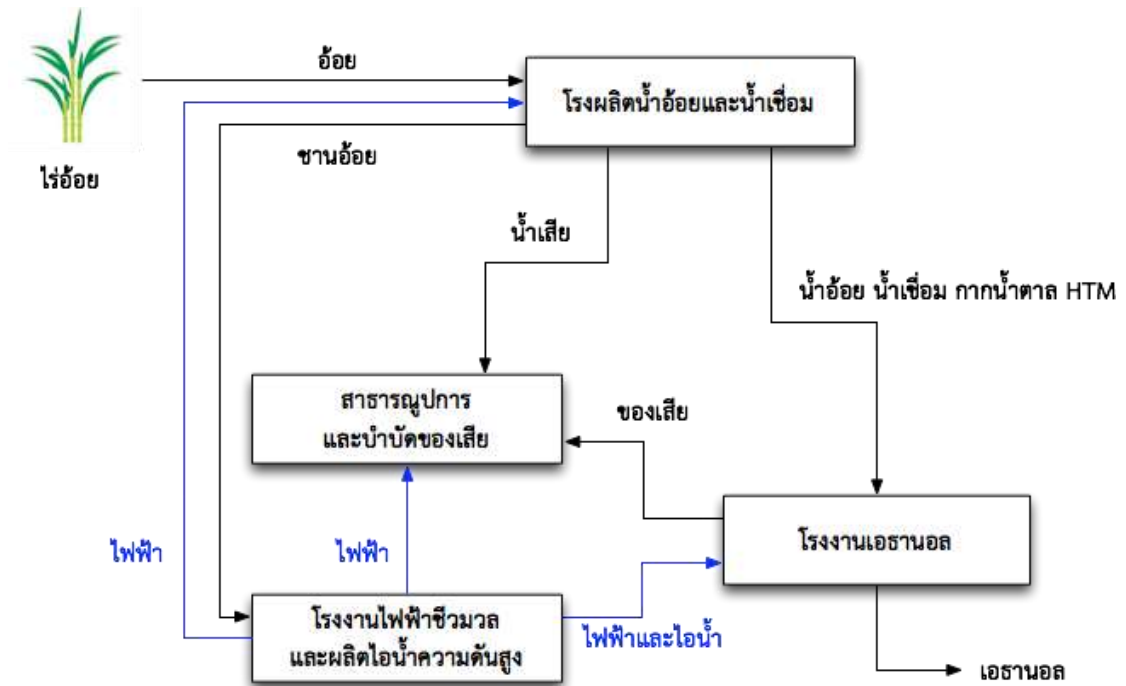 อ้อย
โรงผลิตน้ำอ้อยและน้ำเชื่อม
ชานอ้อย
ไร่อ้อย
น้ำเสีย
น้ำอ้อย น้ำเชื่อม กากน้ำตาล HTM
สาธารณูปการ
และบำบัดของเสีย
ของเสีย
โรงงานเอธานอล
ไฟฟ้า
ไฟฟ้า
โรงงานไฟฟ้าชีวมวล
และผลิตไอน้ำความดันสูง
ไฟฟ้าและไอน้ำ
เอธานอล